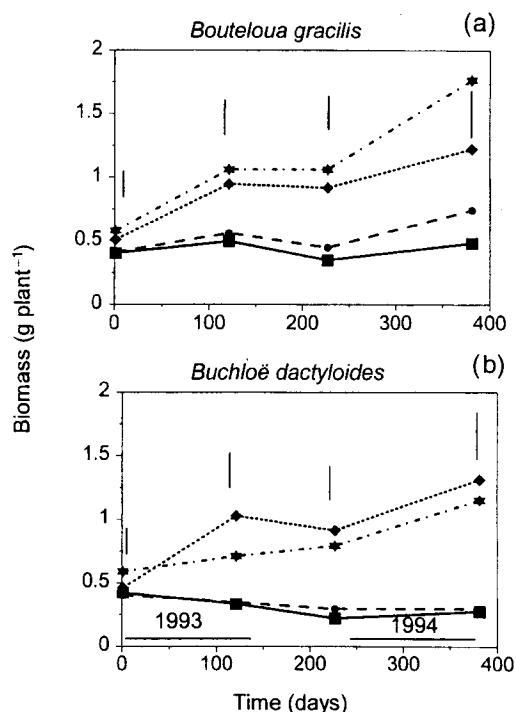 (a)
Bouteloua gracilis
2
1.5
1
0.5
0
0 100 200 300 400
Biomass (g plant⁻¹)
(b)
Buchloë dactyloides
2
1.5
1
0.5
0
1993 1994
0 100 200 300 400
Time (days)